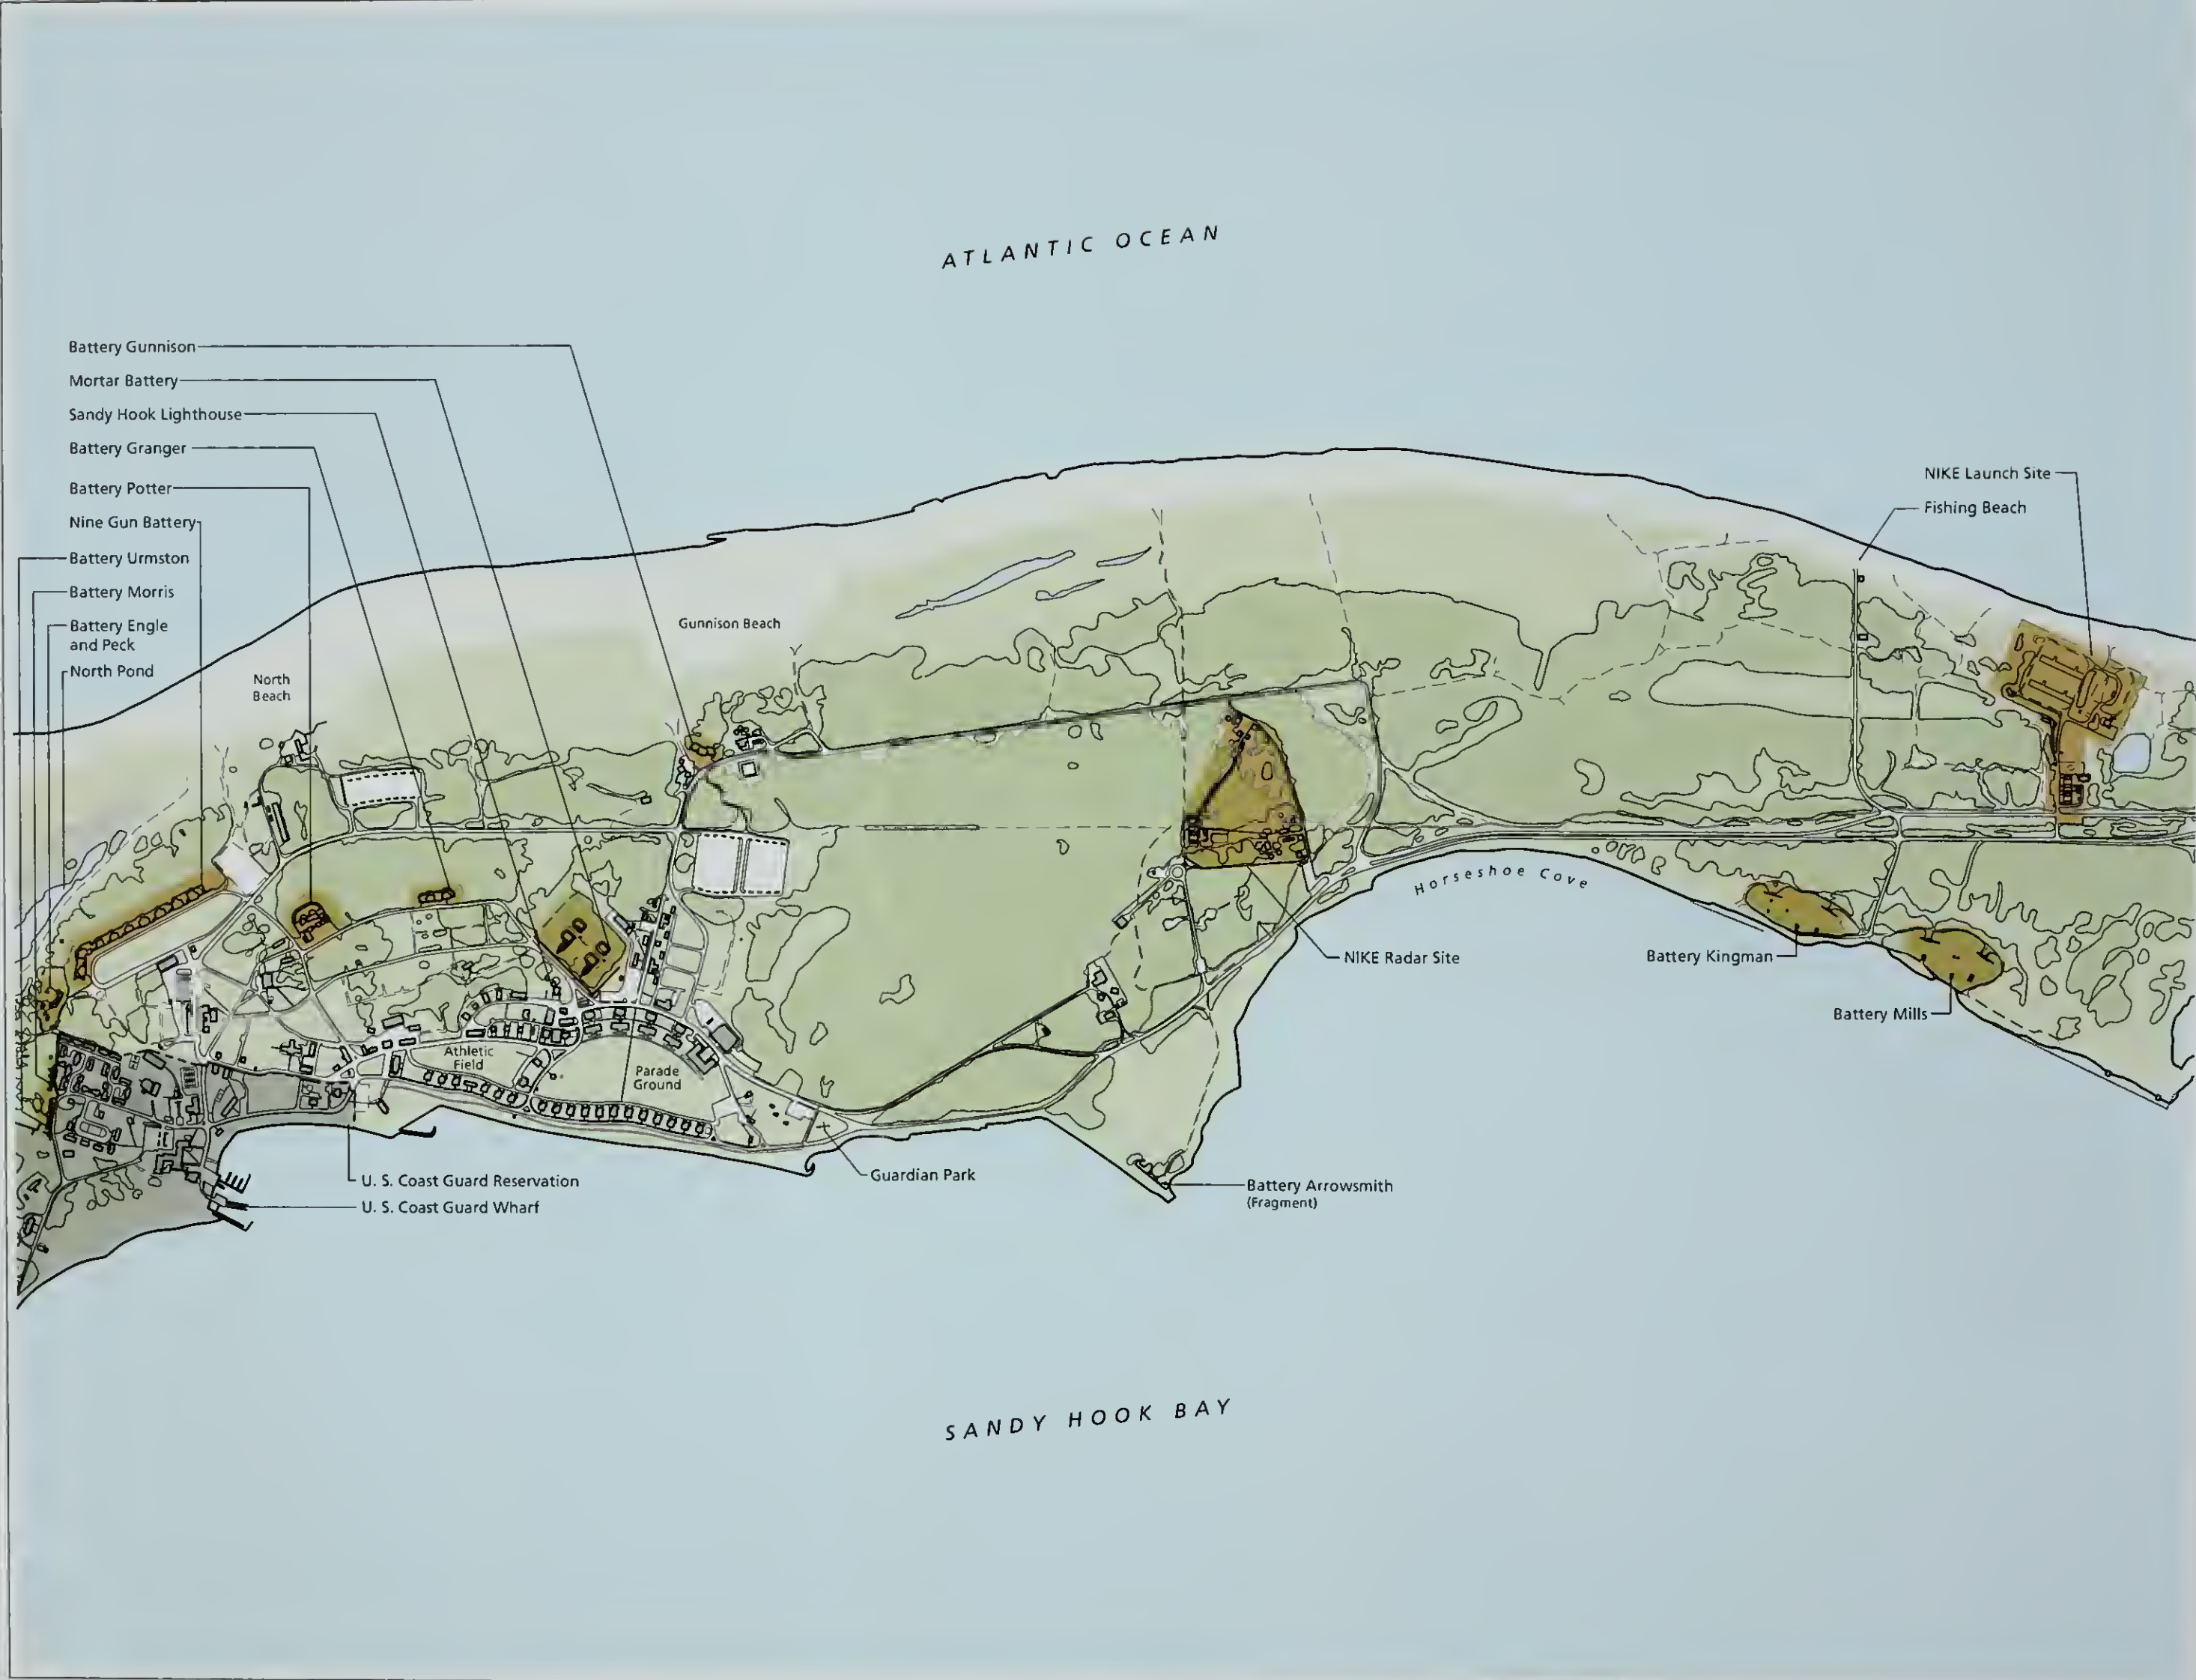 ATLANTIC OCEAN
Battery Gunnison
Mortar Battery
Sandy Hook Lighthouse
Battery Granger
Battery Potter
Nine Gun Battery
Battery Urmston
Battery Morris
Battery Engle
and Peck
North Pond
NIKE Launch Site
Fishing Beach
Gunnison Beach
North
Beach
Horseshoe Cove
NIKE Radar Site
Battery Kingman
Battery Mills
Athletic
Field
Parade
Ground
Guardian Park
U. S. Coast Guard Reservation
U. S. Coast Guard Wharf
Battery Arrowsmith
(Fragment)
SANDY HOOK BAY